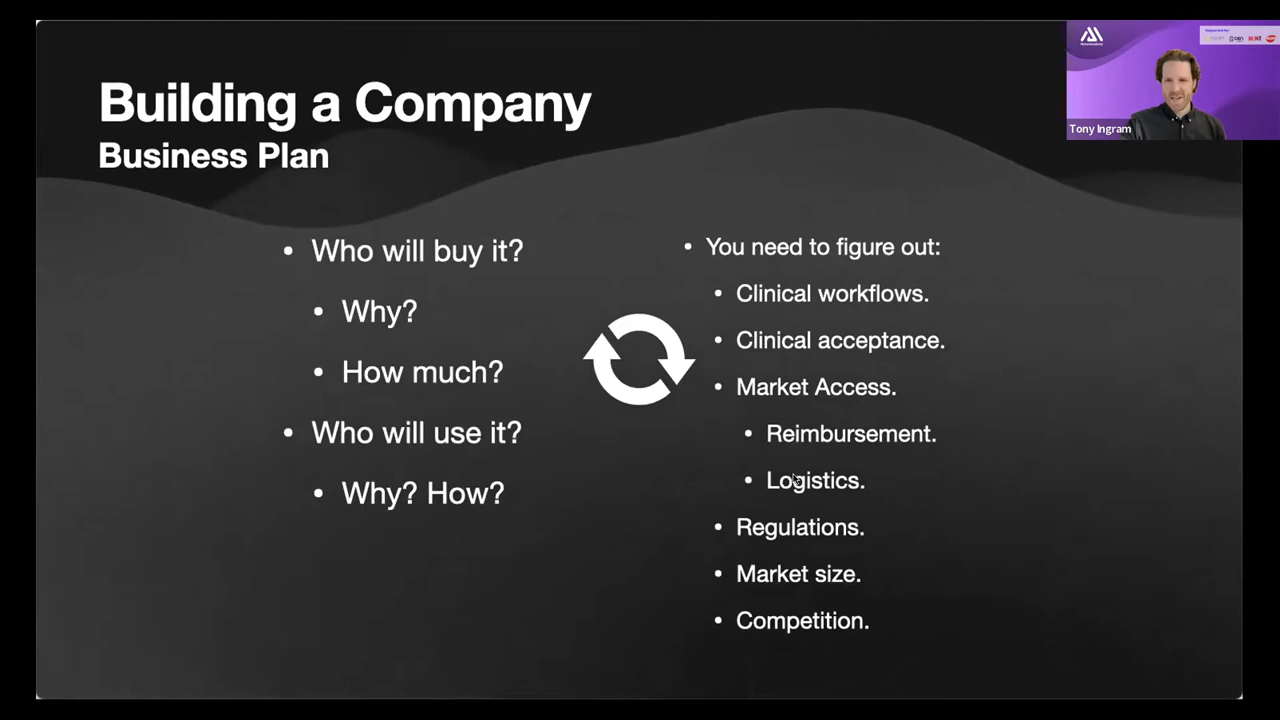 Building a Company
Business Plan
• Who will buy it?
• Why?
• How much?
• Who will use it?
• Why? How?
• You need to figure out:
• Clinical workflows.
• Clinical acceptance.
• Market Access.
• Reimbursement.
• Logistics.
• Regulations.
• Market size.
• Competition.
Tony Ingram